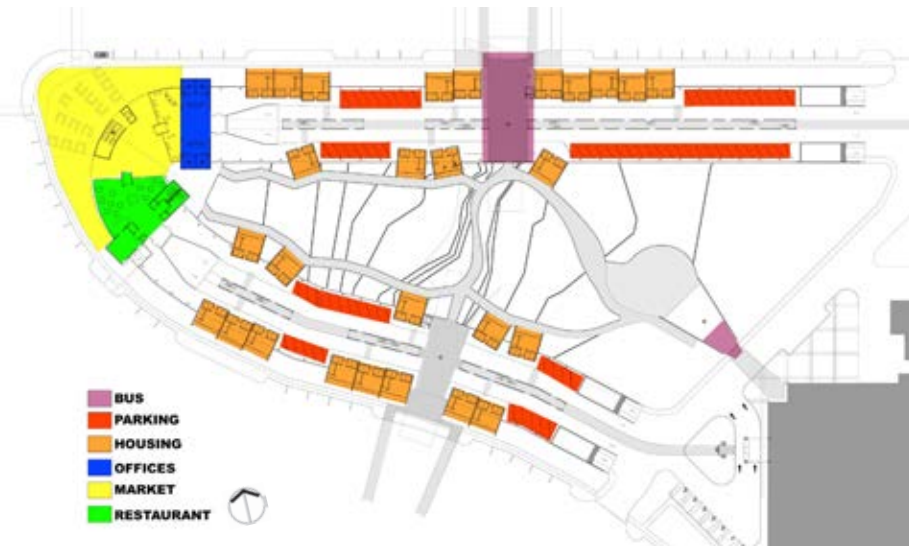 BUS
PARKING
HOUSING
OFFICES
MARKET
RESTAURANT